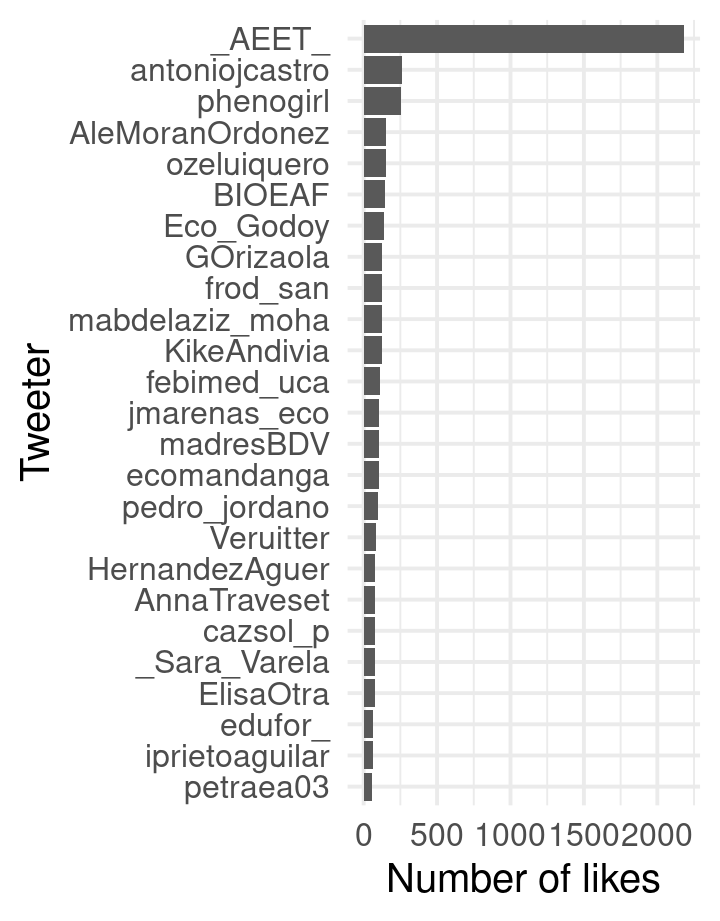 _AEET_
antoniojcastro
phenogirl
AleMoranOrdonez
ozeluiquero
BIOEAF
Eco_Godoy
GOrizaola
frod_san
mabdelaziz_moha
KikeAndivia
febimed_uca
jmarenas_eco
madresBDV
ecomandanga
pedro_jordano
Veruitter
HernandezAguer
AnnaTraveset
cazsol_p
_Sara_Varela
ElisaOtra
edufor_
iprietoaguilar
petraea03
Tweeter
0 500 1000 1500 2000
Number of likes